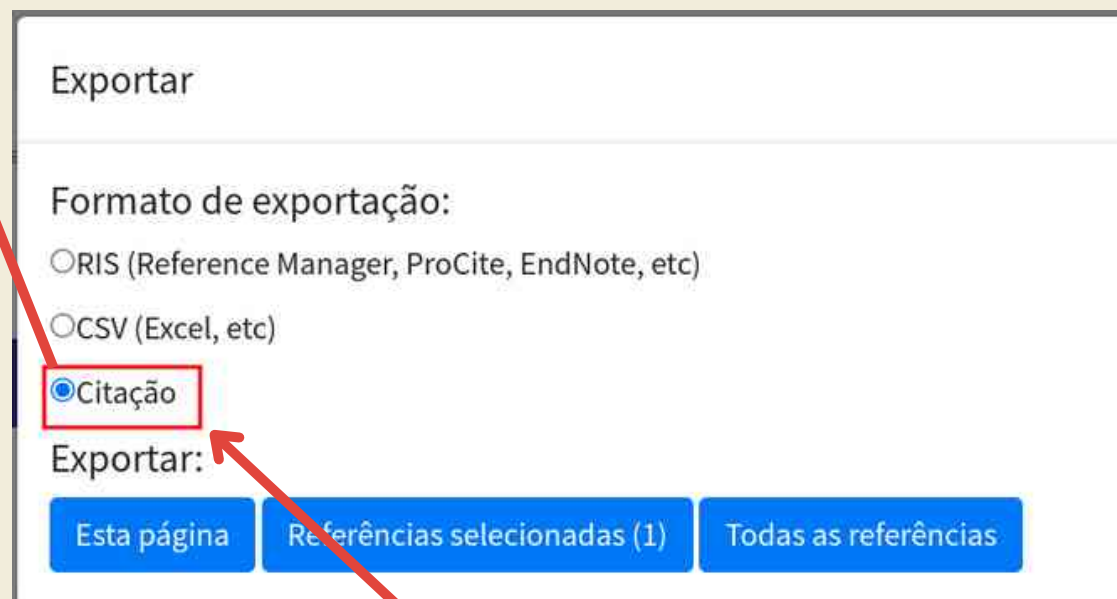 Exportar
Formato de exportação:
RIS (Reference Manager, ProCite, EndNote, etc)
CSV (Excel, etc)
Citação
Exportar:
Esta página Referências selecionadas (1) Todas as referências